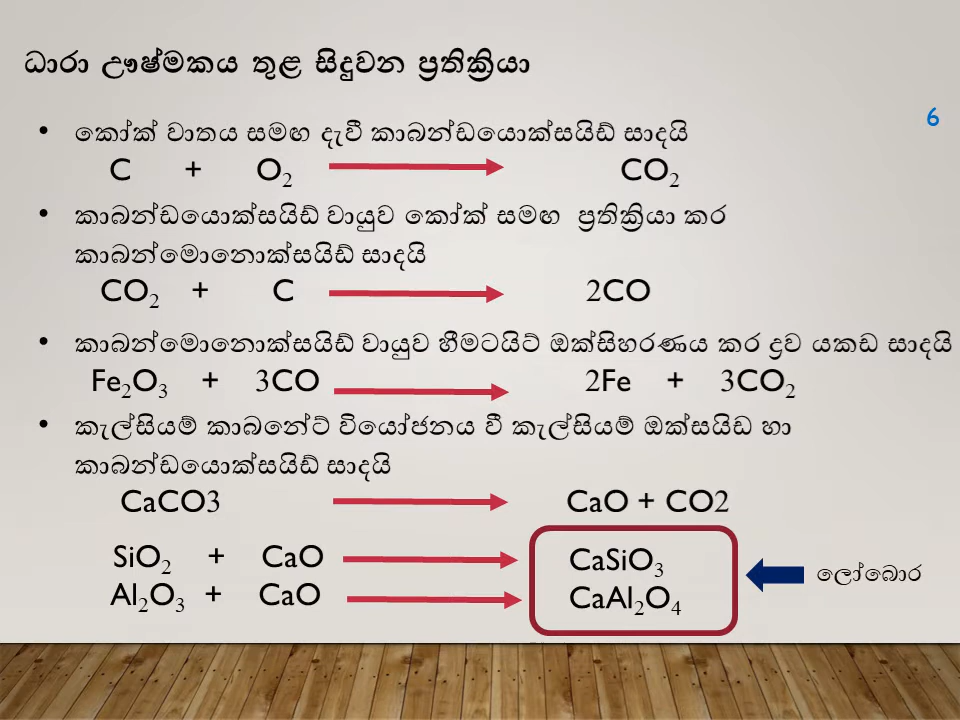 ධාරා ඌෂ්මකය තුළ සිදුවන ප්‍රතික්‍රියා
6
• කෝක් වාතය සමඟ දැවී කාබන්ඩයොක්සයිඩ් සාදයි
C + O₂ → CO₂
• කාබන්ඩයොක්සයිඩ් වායුව කෝක් සමඟ ප්‍රතික්‍රියා කර
කාබන්මොනොක්සයිඩ් සාදයි
CO₂ + C → 2CO
• කාබන්මොනොක්සයිඩ් වායුව හීමටයිට් ඔක්සිහරණය කර ද්‍රව යකඩ සාදයි
Fe₂O₃ + 3CO → 2Fe + 3CO₂
• කැල්සියම් කාබනේට් වියෝජනය වී කැල්සියම් ඔක්සයිඩ හා
කාබන්ඩයොක්සයිඩ් සාදයි
CaCO3 → CaO + CO2
SiO₂ + CaO → CaSiO₃
Al₂O₃ + CaO → CaAl₂O₄
ලෝබොර